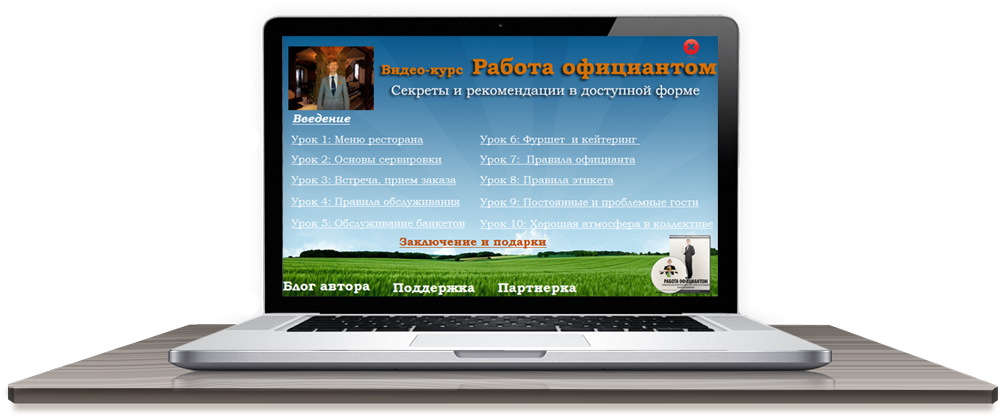 Видео-курс Работа официантом
Секреты и рекомендации в доступной форме
Введение
Урок 1: Меню ресторана
Урок 2: Основы сервировки
Урок 3: Встреча, прием заказа
Урок 4: Правила обслуживания
Урок 5: Обслуживание банкетов
Урок 6: Фуршет и кейтеринг
Урок 7: Правила официанта
Урок 8: Правила этикета
Урок 9: Постоянные и проблемные гости
Урок 10: Хорошая атмосфера в коллективе
Заключение и подарки
РАБОТА ОФИЦИАНТОМ
Блог автора
Поддержка
Партнерка